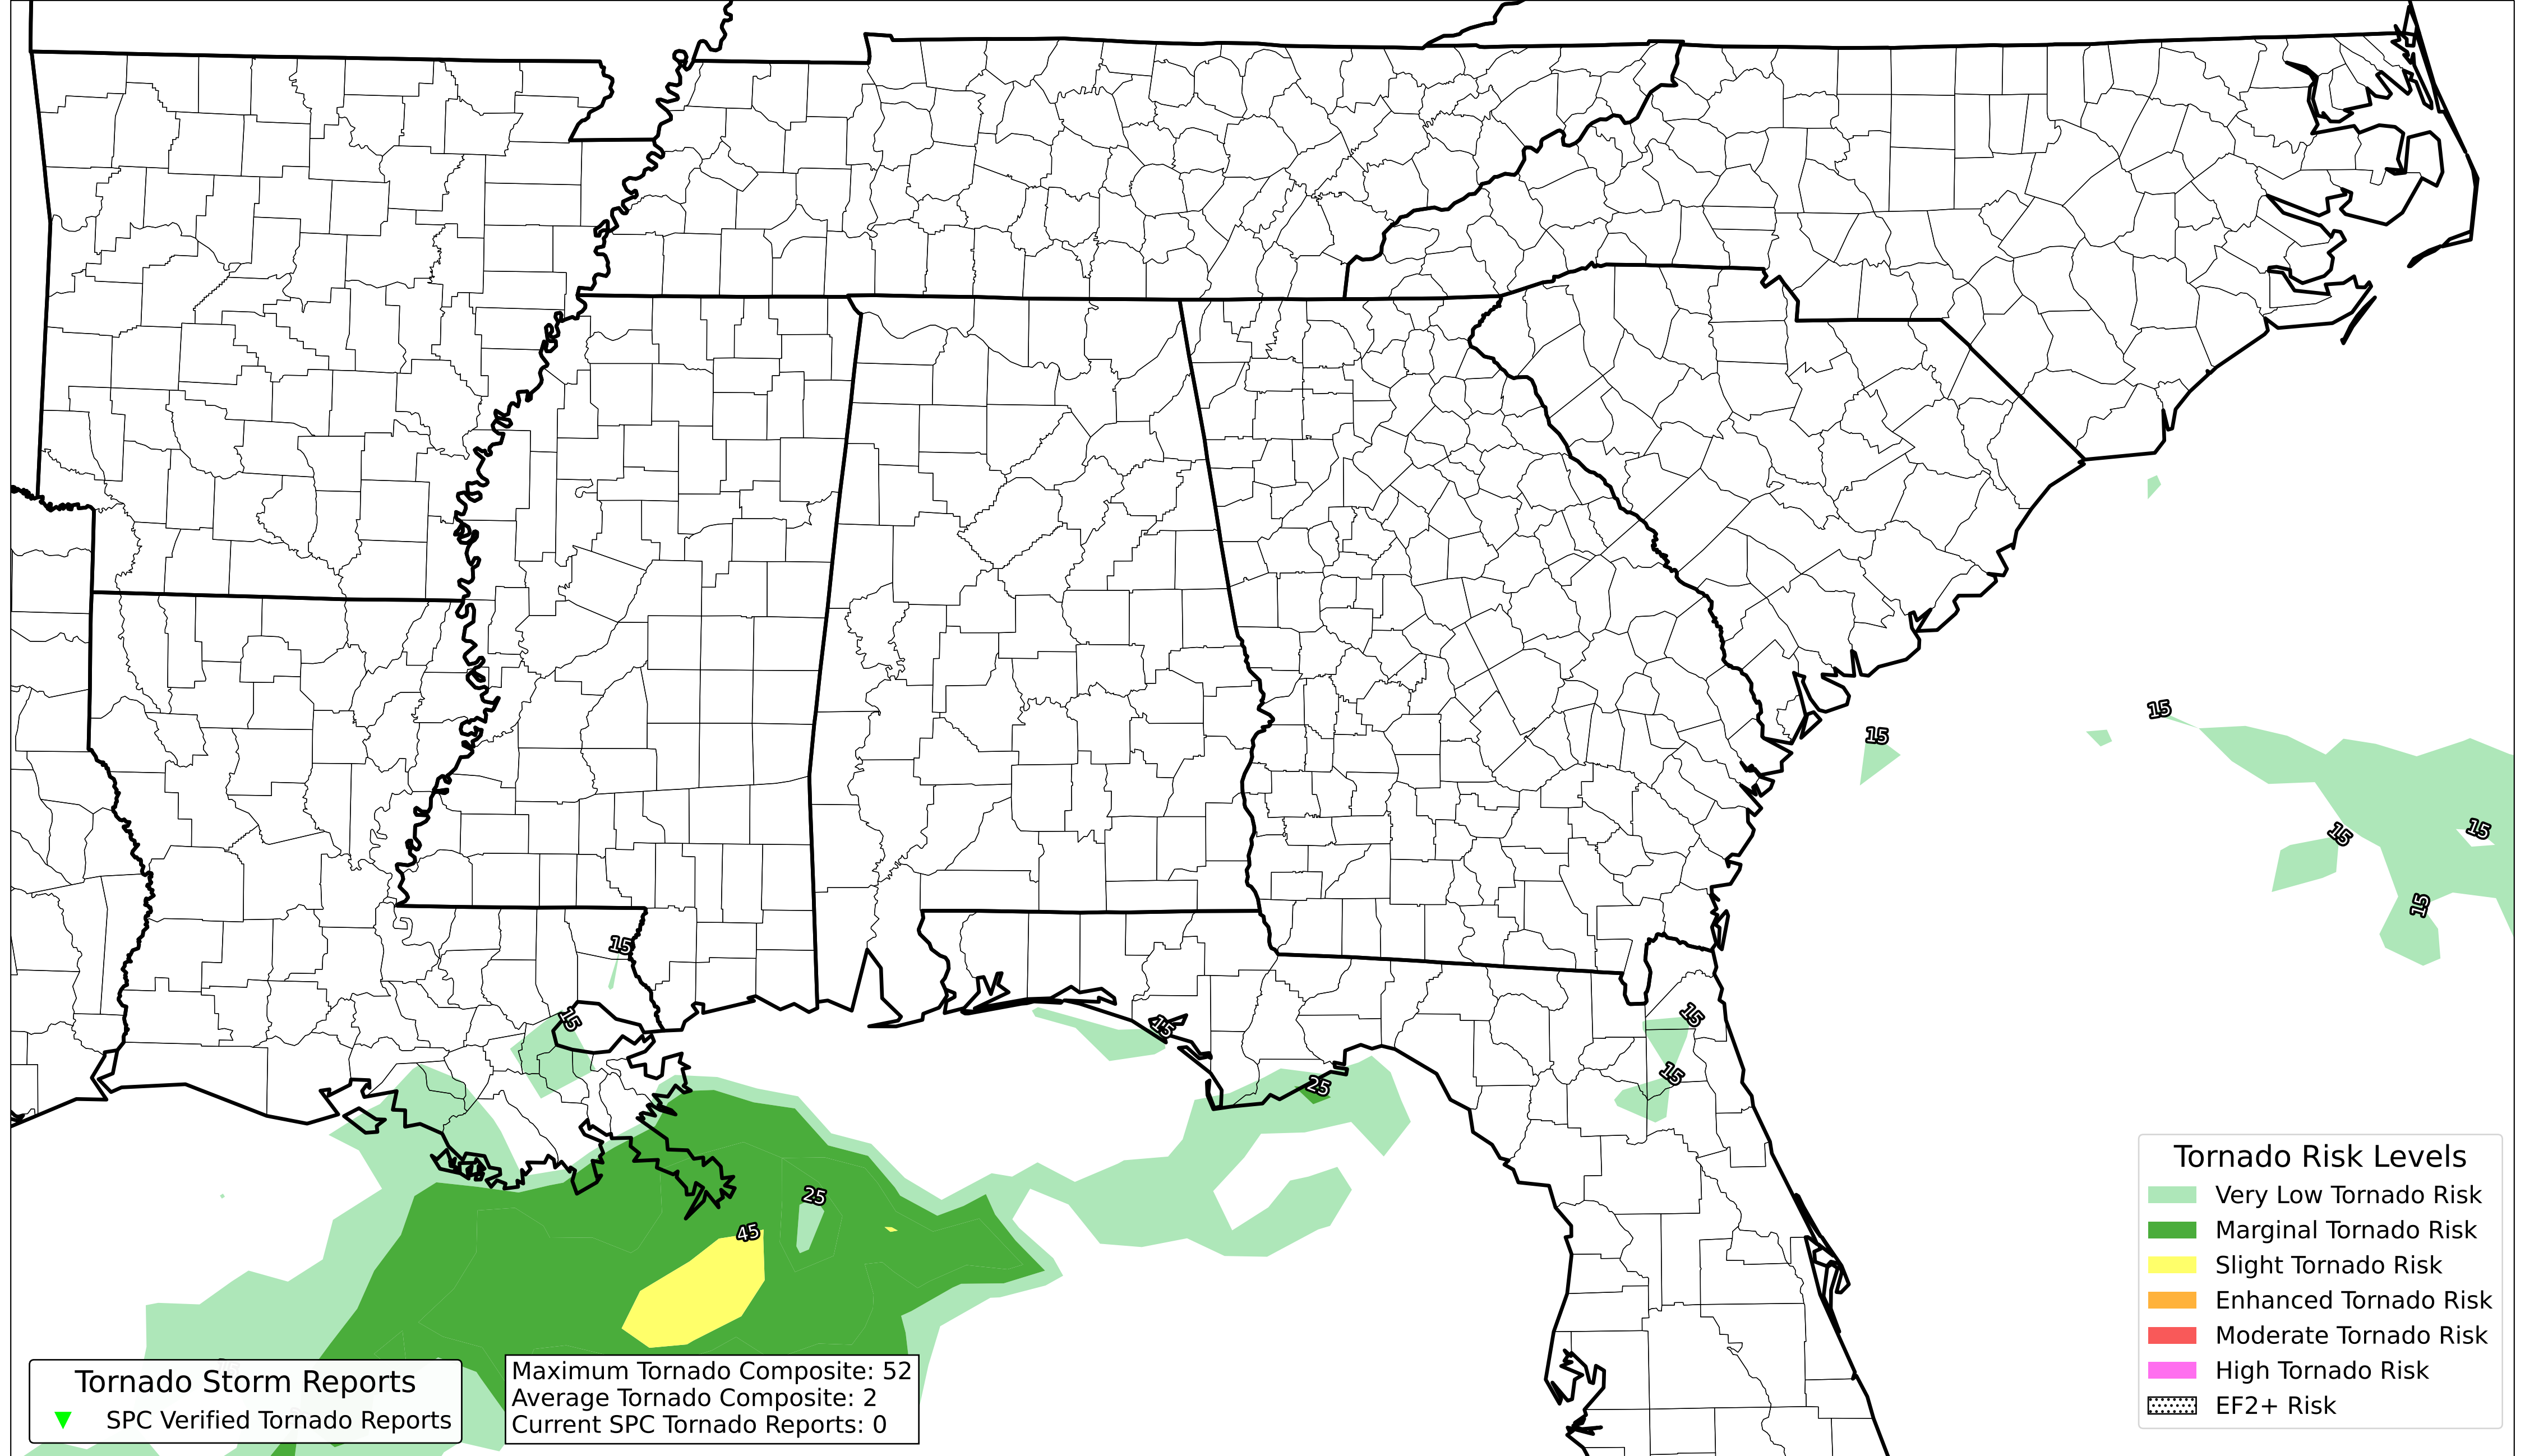 15
15
15
15
15
15
15
15
15
25
15
25
45
Tornado Risk Levels
Very Low Tornado Risk
Marginal Tornado Risk
Slight Tornado Risk
Enhanced Tornado Risk
Moderate Tornado Risk
High Tornado Risk
EF2+ Risk
Tornado Storm Reports
SPC Verified Tornado Reports
Maximum Tornado Composite: 52
Average Tornado Composite: 2
Current SPC Tornado Reports: 0